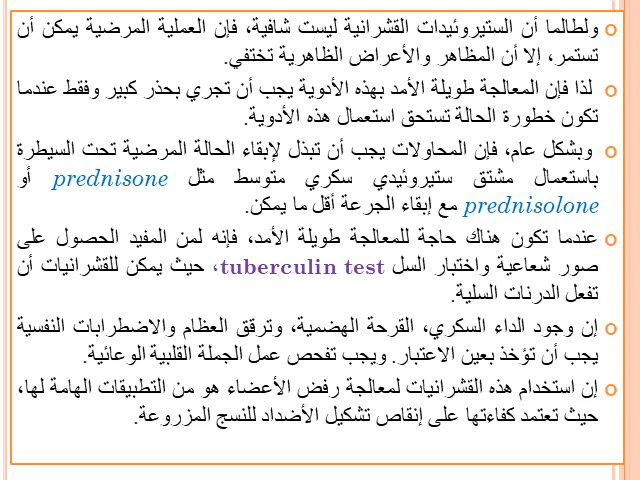 ولطالما أن الستيروئيدات القشرانية ليست شافية، فإن العملية المرضية يمكن أن
تستمر، إلا أن المظاهر والأعراض الظاهرية تختفي.
لذا فإن المعالجة طويلة الأمد بهذه الأدوية يجب أن تجري بحذر كبير وفقط عندما
تكون خطورة الحالة تستحق استعمال هذه الأدوية.
وبشكل عام، فإن المحاولات يجب أن تبذل لإبقاء الحالة المرضية تحت السيطرة
باستعمال مشتق ستيروئيدي سكري متوسط مثل prednisone أو
prednisolone مع إبقاء الجرعة أقل ما يمكن.
عندما تكون هناك حاجة للمعالجة طويلة الأمد، فإنه لمن المفيد الحصول على
صور شعاعية واختبار السل tuberculin test، حيث يمكن للقشرانيات أن
تفعل الدرنات السلية.
إن وجود الداء السكري، القرحة الهضمية، وترقق العظام والاضطرابات النفسية
يجب أن تؤخذ بعين الاعتبار. ويجب تفحص عمل الجملة القلبية الوعائية.
إن استخدام هذه القشرانيات لمعالجة رفض الأعضاء هو من التطبيقات الهامة لها،
حيث تعتمد كفاءتها على إنقاص تشكيل الأضداد للنسج المزروعة.